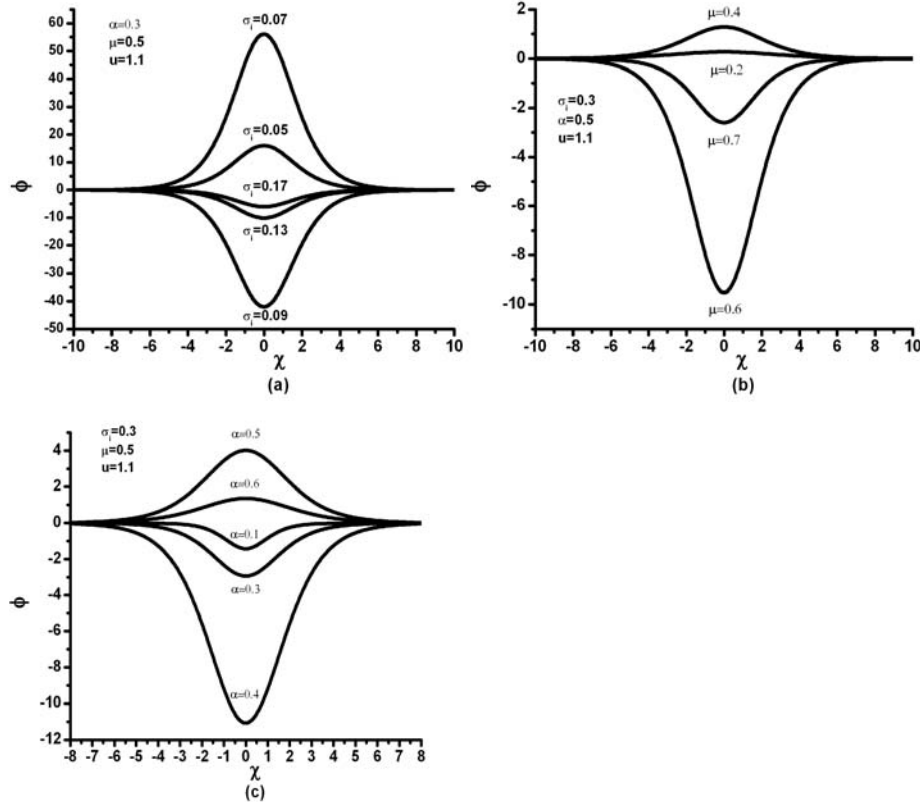 60
50
40
30
20
10
0
-10
-20
-30
-40
-50
ϕ
α=0.3
μ=0.5
u=1.1
σi=0.07
σi=0.05
σi=0.17
σi=0.13
σi=0.09
-10 -8 -6 -4 -2 0 2 4 6 8 10
χ
(a)
2
0
-2
-4
-6
-8
-10
ϕ
μ=0.4
μ=0.2
σi=0.3
α=0.5
u=1.1
μ=0.7
μ=0.6
-10 -8 -6 -4 -2 0 2 4 6 8 10
χ
(b)
4
2
0
-2
-4
-6
-8
-10
-12
ϕ
σi=0.3
μ=0.5
u=1.1
α=0.5
α=0.6
α=0.1
α=0.3
α=0.4
-8 -7 -6 -5 -4 -3 -2 -1 0 1 2 3 4 5 6 7 8
χ
(c)